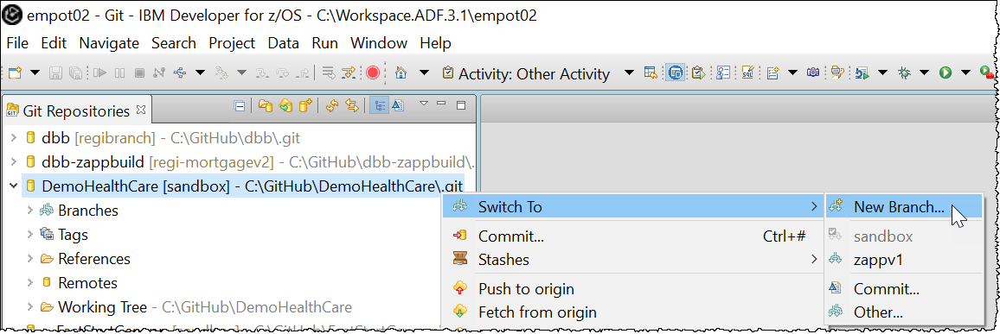 empot02 - Git - IBM Developer for z/OS - C:\Workspace.ADF.3.1\empot02
File Edit Navigate Search Project Data Run Window Help
Activity: Other Activity
Git Repositories
dbb [regibranch] - C:\GitHub\dbb\.git
dbb-zappbuild [regi-mortgagev2] - C:\GitHub\dbb-zappbuild\.
DemoHealthCare [sandbox] - C:\GitHub\DemoHealthCare\.git
Branches
Tags
References
Remotes
Working Tree - C:\GitHub\DemoHealthCare
Switch To
Commit... Ctrl+#
Stashes
Push to origin
Fetch from origin
New Branch...
sandbox
zappv1
Commit...
Other...